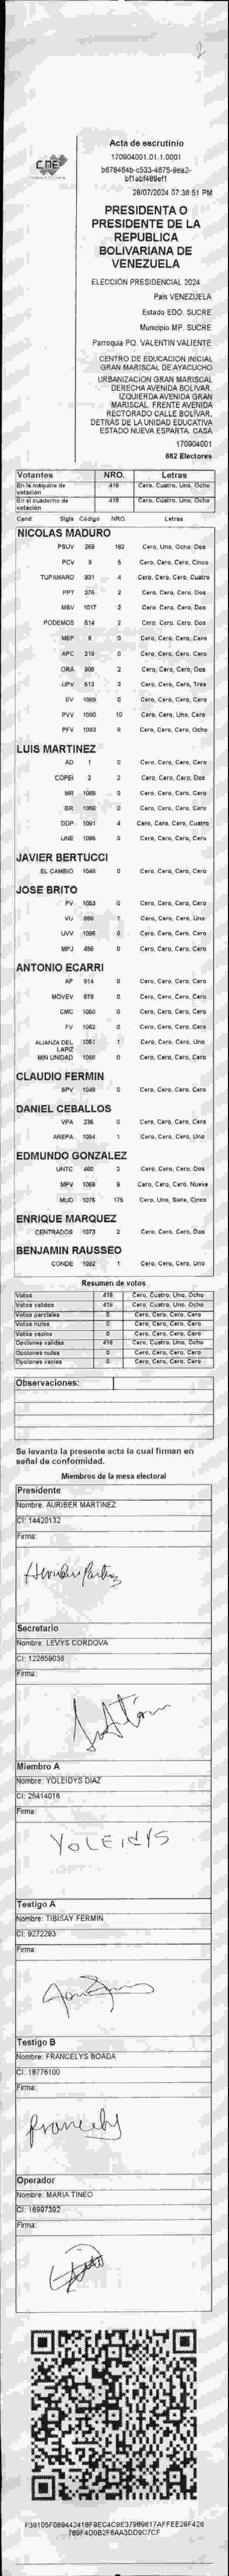 2
CNE
Acta de escrutinio
170904001.01.1.0001
b678464b-c533-4675-9ea2-
bf1abf489ef1
28/07/2024 07:36:51 PM
PRESIDENTA O
PRESIDENTE DE LA
REPUBLICA
BOLIVARIANA DE
VENEZUELA
ELECCIÓN PRESIDENCIAL 2024
País VENEZUELA
Estado EDO. SUCRE
Municipio MP. SUCRE
Parroquia PQ. VALENTIN VALIENTE
CENTRO DE EDUCACION INICIAL
GRAN MARISCAL DE AYACUCHO
URBANIZACION GRAN MARISCAL
DERECHA AVENIDA BOLIVAR.
IZQUIERDA AVENIDA GRAN
MARISCAL. FRENTE AVENIDA
RECTORADO CALLE BOLIVAR.
DETRÁS DE LA UNIDAD EDUCATIVA
ESTADO NUEVA ESPARTA. CASA
170904001
662 Electores
Votantes NRO. Letras
En la máquina de votación 418 Cero, Cuatro, Uno, Ocho
En el cuaderno de votación 418 Cero, Cuatro, Uno, Ocho
Cand Sigla Código NRO. Letras
NICOLAS MADURO
PSUV 269 182 Cero, Uno, Ocho, Dos
PCV 9 5 Cero, Cero, Cero, Cinco
TUPAMARO 931 4 Cero, Cero, Cero, Cuatro
PPT 276 2 Cero, Cero, Cero, Dos
MSV 1017 2 Cero, Cero, Cero, Dos
PODEMOS 614 2 Cero, Cero, Cero, Dos
MEP 6 0 Cero, Cero, Cero, Cero
APC 219 0 Cero, Cero, Cero, Cero
ORA 906 2 Cero, Cero, Cero, Dos
UPV 613 3 Cero, Cero, Cero, Tres
EV 1089 0 Cero, Cero, Cero, Cero
PVV 1090 10 Cero, Cero, Uno, Cero
PFV 1093 8 Cero, Cero, Cero, Ocho
LUIS MARTINEZ
AD 1 0 Cero, Cero, Cero, Cero
COPEI 2 2 Cero, Cero, Cero, Dos
MR 1065 0 Cero, Cero, Cero, Cero
BR 1068 0 Cero, Cero, Cero, Cero
DDP 1091 4 Cero, Cero, Cero, Cuatro
UNE 1096 0 Cero, Cero, Cero, Cero
JAVIER BERTUCCI
EL CAMBIO 1048 0 Cero, Cero, Cero, Cero
JOSE BRITO
PV 1053 0 Cero, Cero, Cero, Cero
VU 868 1 Cero, Cero, Cero, Uno
UVV 1095 0 Cero, Cero, Cero, Cero
MPJ 458 0 Cero, Cero, Cero, Cero
ANTONIO ECARRI
AP 814 0 Cero, Cero, Cero, Cero
MOVEV 878 0 Cero, Cero, Cero, Cero
CMC 1050 0 Cero, Cero, Cero, Cero
FV 1062 0 Cero, Cero, Cero, Cero
ALIANZA DEL LAPIZ 1051 1 Cero, Cero, Cero, Uno
MIN UNIDAD 1086 0 Cero, Cero, Cero, Cero
CLAUDIO FERMIN
SPV 1049 0 Cero, Cero, Cero, Cero
DANIEL CEBALLOS
VPA 236 0 Cero, Cero, Cero, Cero
AREPA 1094 1 Cero, Cero, Cero, Uno
EDMUNDO GONZALEZ
UNTC 460 2 Cero, Cero, Cero, Dos
MPV 1069 9 Cero, Cero, Cero, Nueve
MUD 1076 175 Cero, Uno, Siete, Cinco
ENRIQUE MARQUEZ
CENTRADOS 1073 2 Cero, Cero, Cero, Dos
BENJAMIN RAUSSEO
CONDE 1092 1 Cero, Cero, Cero, Uno
Resumen de votos
Votos 418 Cero, Cuatro, Uno, Ocho
Votos validos 418 Cero, Cuatro, Uno, Ocho
Votos parciales 0 Cero, Cero, Cero, Cero
Votos nulos 0 Cero, Cero, Cero, Cero
Votos vacios 0 Cero, Cero, Cero, Cero
Opciones validas 418 Cero, Cuatro, Uno, Ocho
Opciones nulas 0 Cero, Cero, Cero, Cero
Opciones vacias 0 Cero, Cero, Cero, Cero
Observaciones:
Se levanta la presente acta la cual firman en
señal de conformidad.
Miembros de la mesa electoral
Presidente
Nombre: AURIBER MARTINEZ
CI: 14420132
Firma:
Secretario
Nombre: LEVYS CORDOVA
CI: 122659036
Firma:
Miembro A
Nombre: YOLEIDYS DIAZ
CI: 25414016
Firma:
YOLEIDYS
Testigo A
Nombre: TIBISAY FERMIN
CI: 9272293
Firma:
Testigo B
Nombre: FRANCELYS BOADA
CI: 18776100
Firma:
Francelys
Operador
Nombre: MARIA TINEO
CI: 16997392
Firma:
F39105F089442418F9EC4C9E37989617AFFEE29F426
789F4D0B2F6AA3DD9C7CF